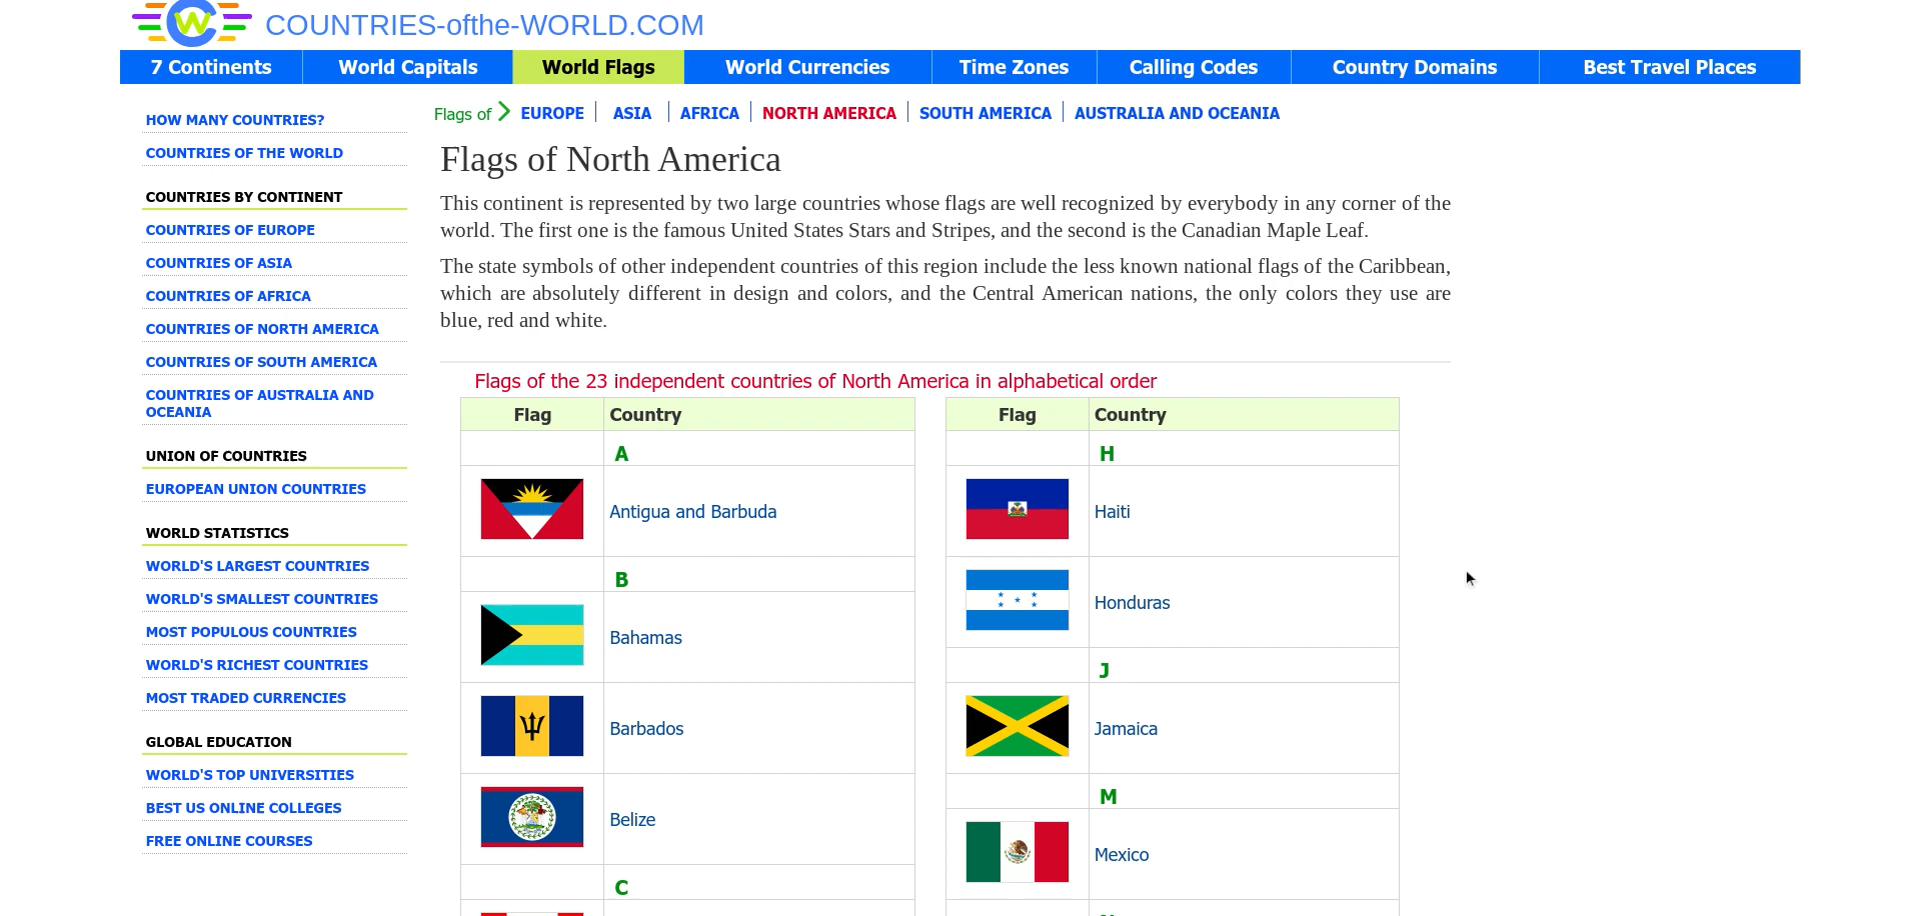 COUNTRIES-ofthe-WORLD.COM
7 Continents World Capitals World Flags World Currencies Time Zones Calling Codes Country Domains Best Travel Places
HOW MANY COUNTRIES?
COUNTRIES OF THE WORLD
COUNTRIES BY CONTINENT
COUNTRIES OF EUROPE
COUNTRIES OF ASIA
COUNTRIES OF AFRICA
COUNTRIES OF NORTH AMERICA
COUNTRIES OF SOUTH AMERICA
COUNTRIES OF AUSTRALIA AND
OCEANIA
UNION OF COUNTRIES
EUROPEAN UNION COUNTRIES
WORLD STATISTICS
WORLD'S LARGEST COUNTRIES
WORLD'S SMALLEST COUNTRIES
MOST POPULOUS COUNTRIES
WORLD'S RICHEST COUNTRIES
MOST TRADED CURRENCIES
GLOBAL EDUCATION
WORLD'S TOP UNIVERSITIES
BEST US ONLINE COLLEGES
FREE ONLINE COURSES
Flags of EUROPE ASIA AFRICA NORTH AMERICA SOUTH AMERICA AUSTRALIA AND OCEANIA
Flags of North America
This continent is represented by two large countries whose flags are well recognized by everybody in any corner of the
world. The first one is the famous United States Stars and Stripes, and the second is the Canadian Maple Leaf.
The state symbols of other independent countries of this region include the less known national flags of the Caribbean,
which are absolutely different in design and colors, and the Central American nations, the only colors they use are
blue, red and white.
Flags of the 23 independent countries of North America in alphabetical order
Flag Country
A
Antigua and Barbuda
B
Bahamas
Barbados
Belize
C
Flag Country
H
Haiti
Honduras
J
Jamaica
M
Mexico